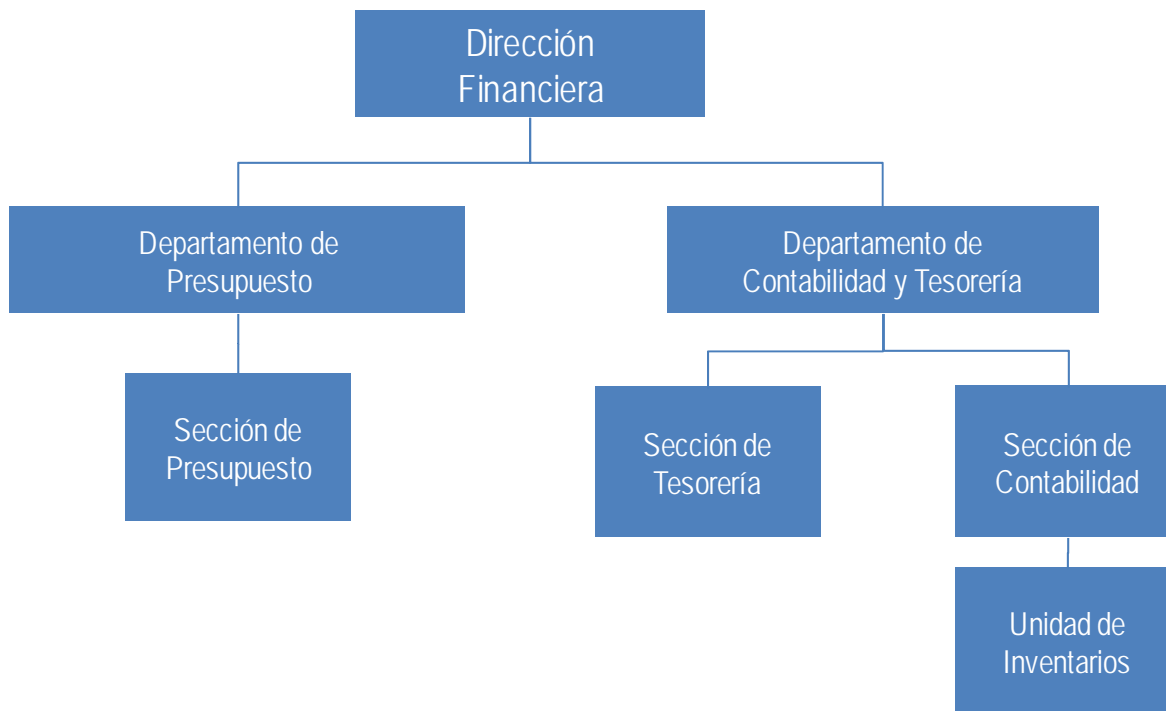 Dirección
Financiera
Departamento de
Presupuesto
Departamento de
Contabilidad y Tesorería
Sección de
Presupuesto
Sección de
Tesorería
Sección de
Contabilidad
Unidad de
Inventarios